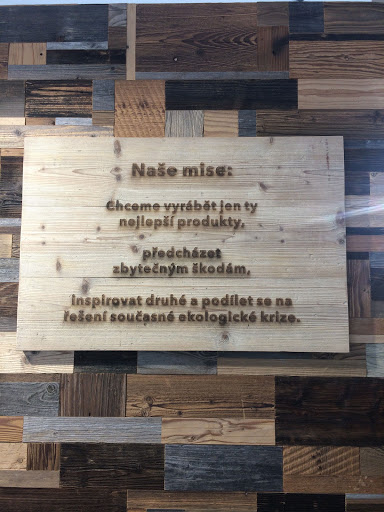 Naše mise:
Chceme vyrábět jen ty
nejlepší produkty,
předcházet
zbytečným škodám,
inspirovat druhé a podílet se na
řešení současné ekologické krize.